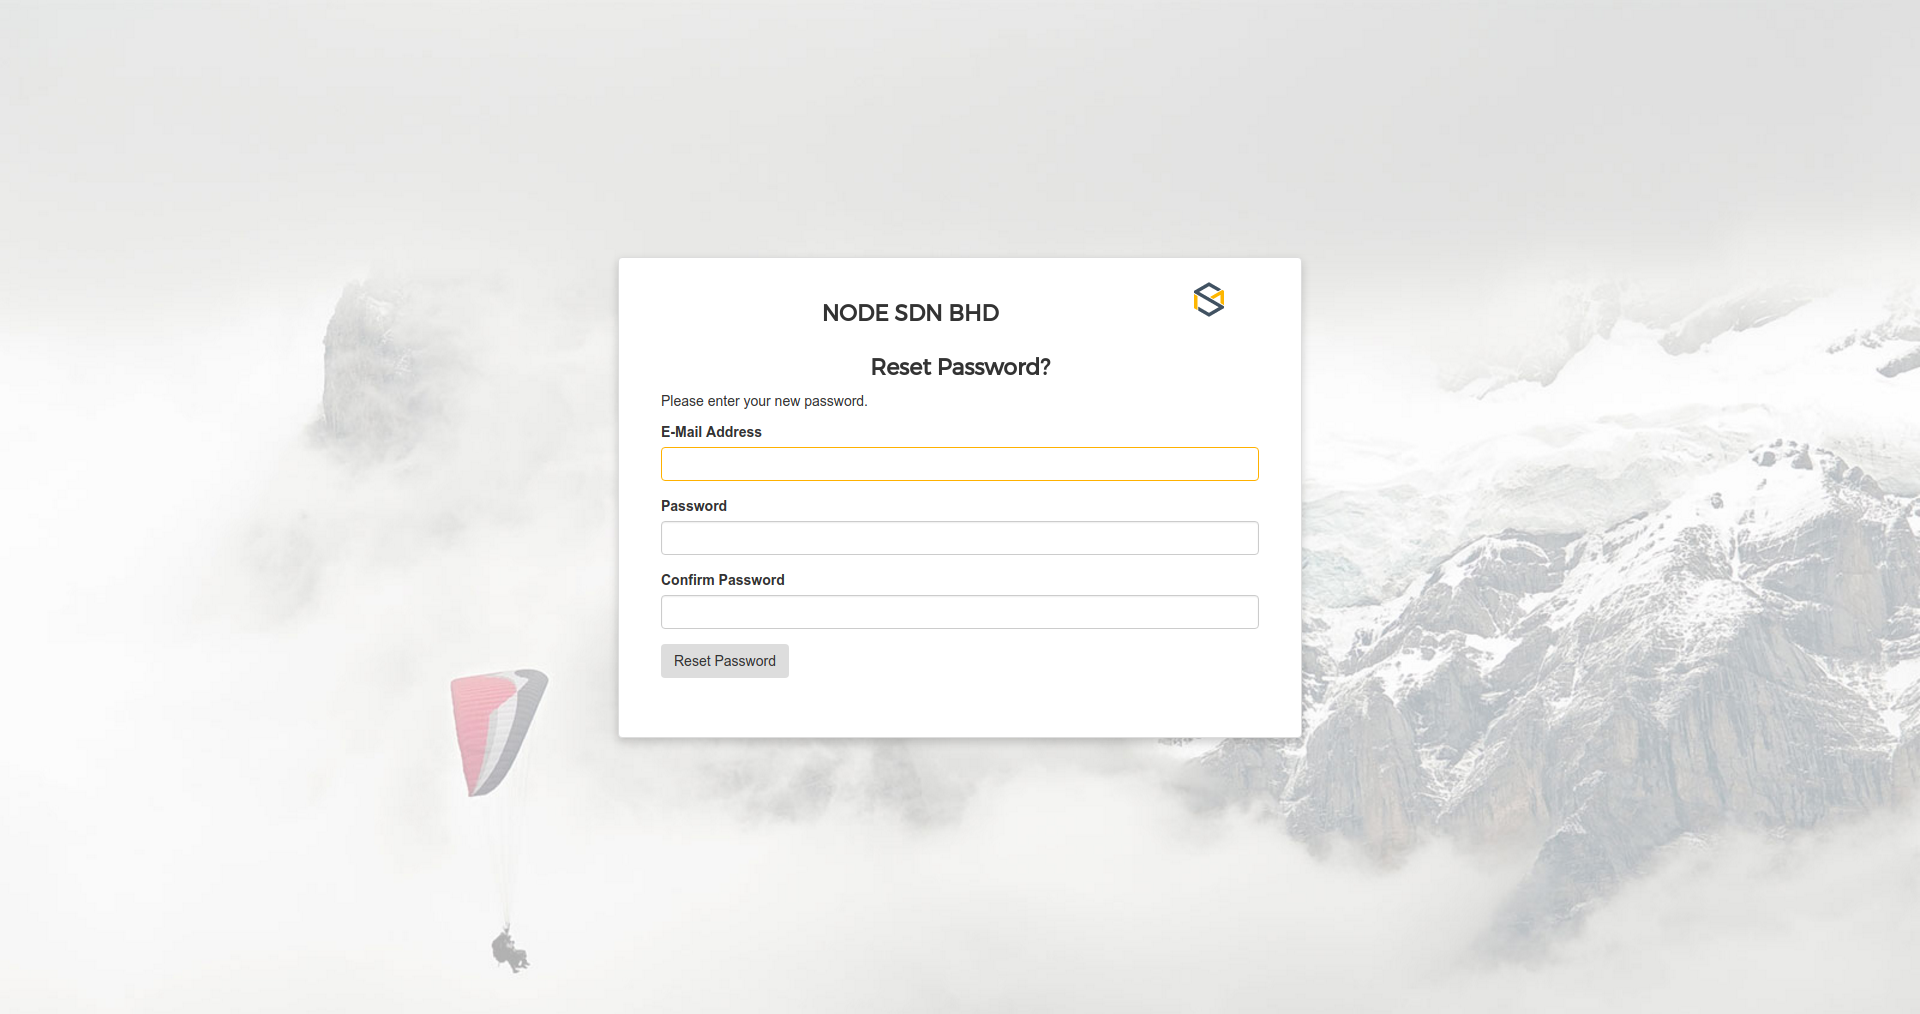 NODE SDN BHD
Reset Password?
Please enter your new password.
E-Mail Address
Password
Confirm Password
Reset Password